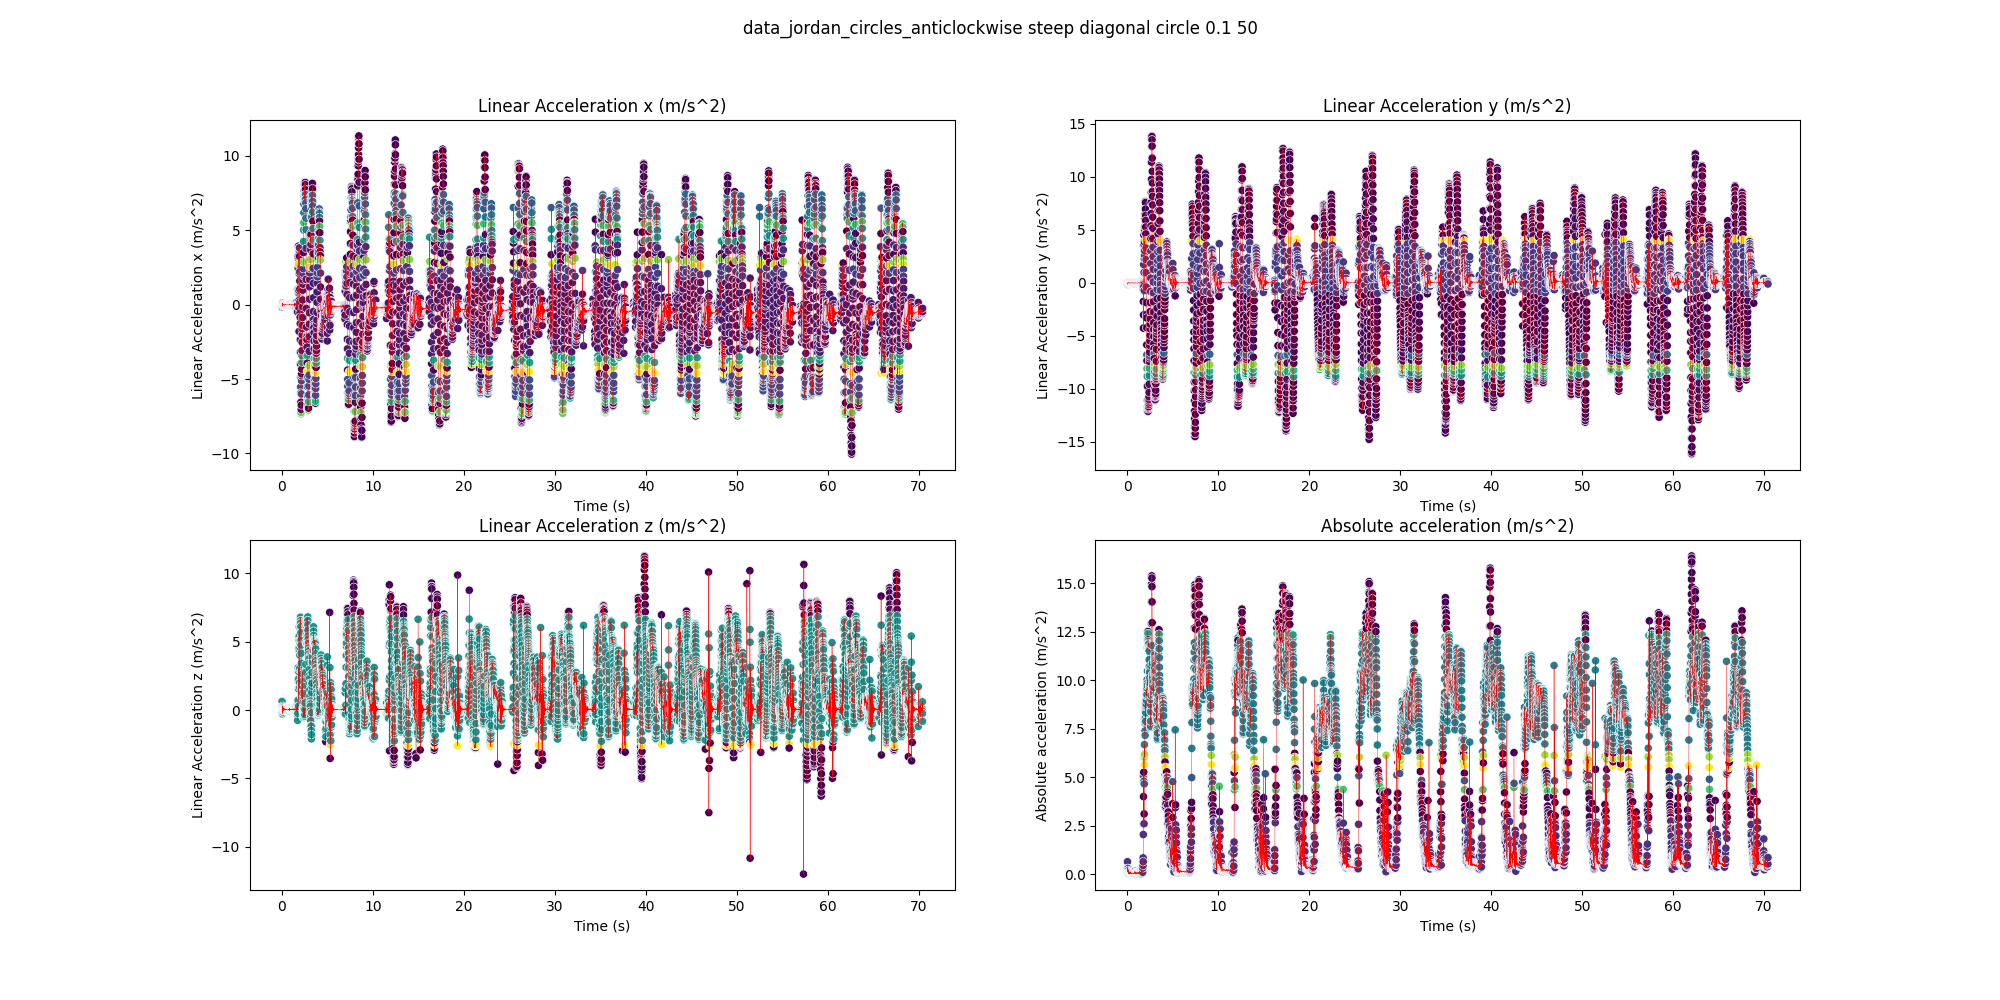 data_jordan_circles_anticlockwise steep diagonal circle 0.1 50
Linear Acceleration x (m/s^2)
Linear Acceleration x (m/s^2)
10
5
0
−5
−10
0 10 20 30 40 50 60 70
Time (s)
Linear Acceleration y (m/s^2)
Linear Acceleration y (m/s^2)
15
10
5
0
−5
−10
−15
0 10 20 30 40 50 60 70
Time (s)
Linear Acceleration z (m/s^2)
Linear Acceleration z (m/s^2)
10
5
0
−5
−10
0 10 20 30 40 50 60 70
Time (s)
Absolute acceleration (m/s^2)
Absolute acceleration (m/s^2)
15.0
12.5
10.0
7.5
5.0
2.5
0.0
0 10 20 30 40 50 60 70
Time (s)